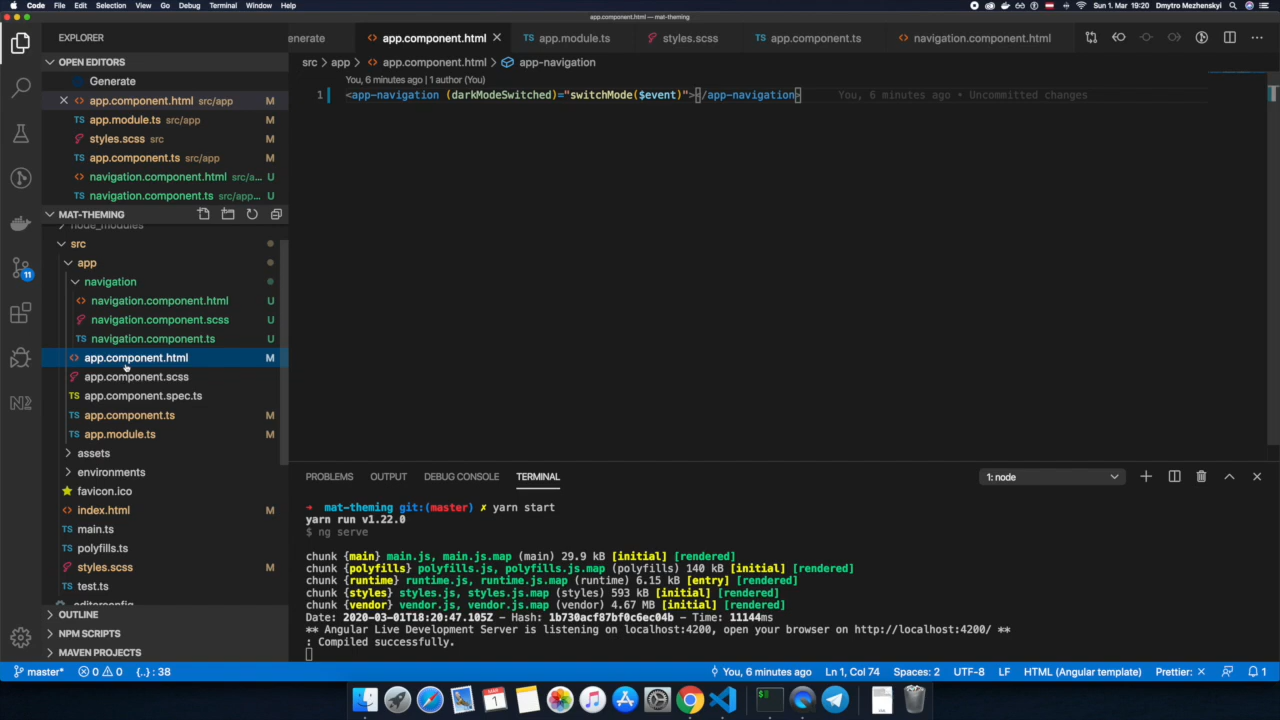 Code File Edit Selection View Go Debug Terminal Window Help
Sun 1. Mar 19:20 Dmytro Mezhenskyi
app.component.html — mat-theming
EXPLORER
enerate
app.component.html
app.module.ts
styles.scss
app.component.ts
navigation.component.html
OPEN EDITORS
src › app › app.component.html › app-navigation
Generate
You, 6 minutes ago | 1 author (You)
app.component.html src/app M
1 <app-navigation (darkModeSwitched)="switchMode($event)"></app-navigation>
You, 6 minutes ago • Uncommitted changes
app.module.ts src/app M
styles.scss src M
app.component.ts src/app M
navigation.component.html src/a... U
navigation.component.ts src/app... U
MAT-THEMING
node_modules
src
app
navigation
navigation.component.html U
navigation.component.scss U
navigation.component.ts U
app.component.html M
app.component.scss
app.component.spec.ts
app.component.ts M
app.module.ts M
assets
environments
favicon.ico
index.html M
main.ts
polyfills.ts
styles.scss M
test.ts
editorconfig
OUTLINE
NPM SCRIPTS
MAVEN PROJECTS
11
PROBLEMS OUTPUT DEBUG CONSOLE TERMINAL
1: node
→ mat-theming git:(master) ✗ yarn start
yarn run v1.22.0
$ ng serve
chunk {main} main.js, main.js.map (main) 29.9 kB [initial] [rendered]
chunk {polyfills} polyfills.js, polyfills.js.map (polyfills) 140 kB [initial] [rendered]
chunk {runtime} runtime.js, runtime.js.map (runtime) 6.15 kB [entry] [rendered]
chunk {styles} styles.js, styles.js.map (styles) 593 kB [initial] [rendered]
chunk {vendor} vendor.js, vendor.js.map (vendor) 4.67 MB [initial] [rendered]
Date: 2020-03-01T18:20:47.105Z - Hash: 1b730acf87bf0c6ec04b - Time: 11144ms
** Angular Live Development Server is listening on localhost:4200, open your browser on http://localhost:4200/ **
: Compiled successfully.
master* 0 0 {..} : 38
You, 6 minutes ago Ln 1, Col 74 Spaces: 2 UTF-8 LF HTML (Angular template) Prettier: × 1